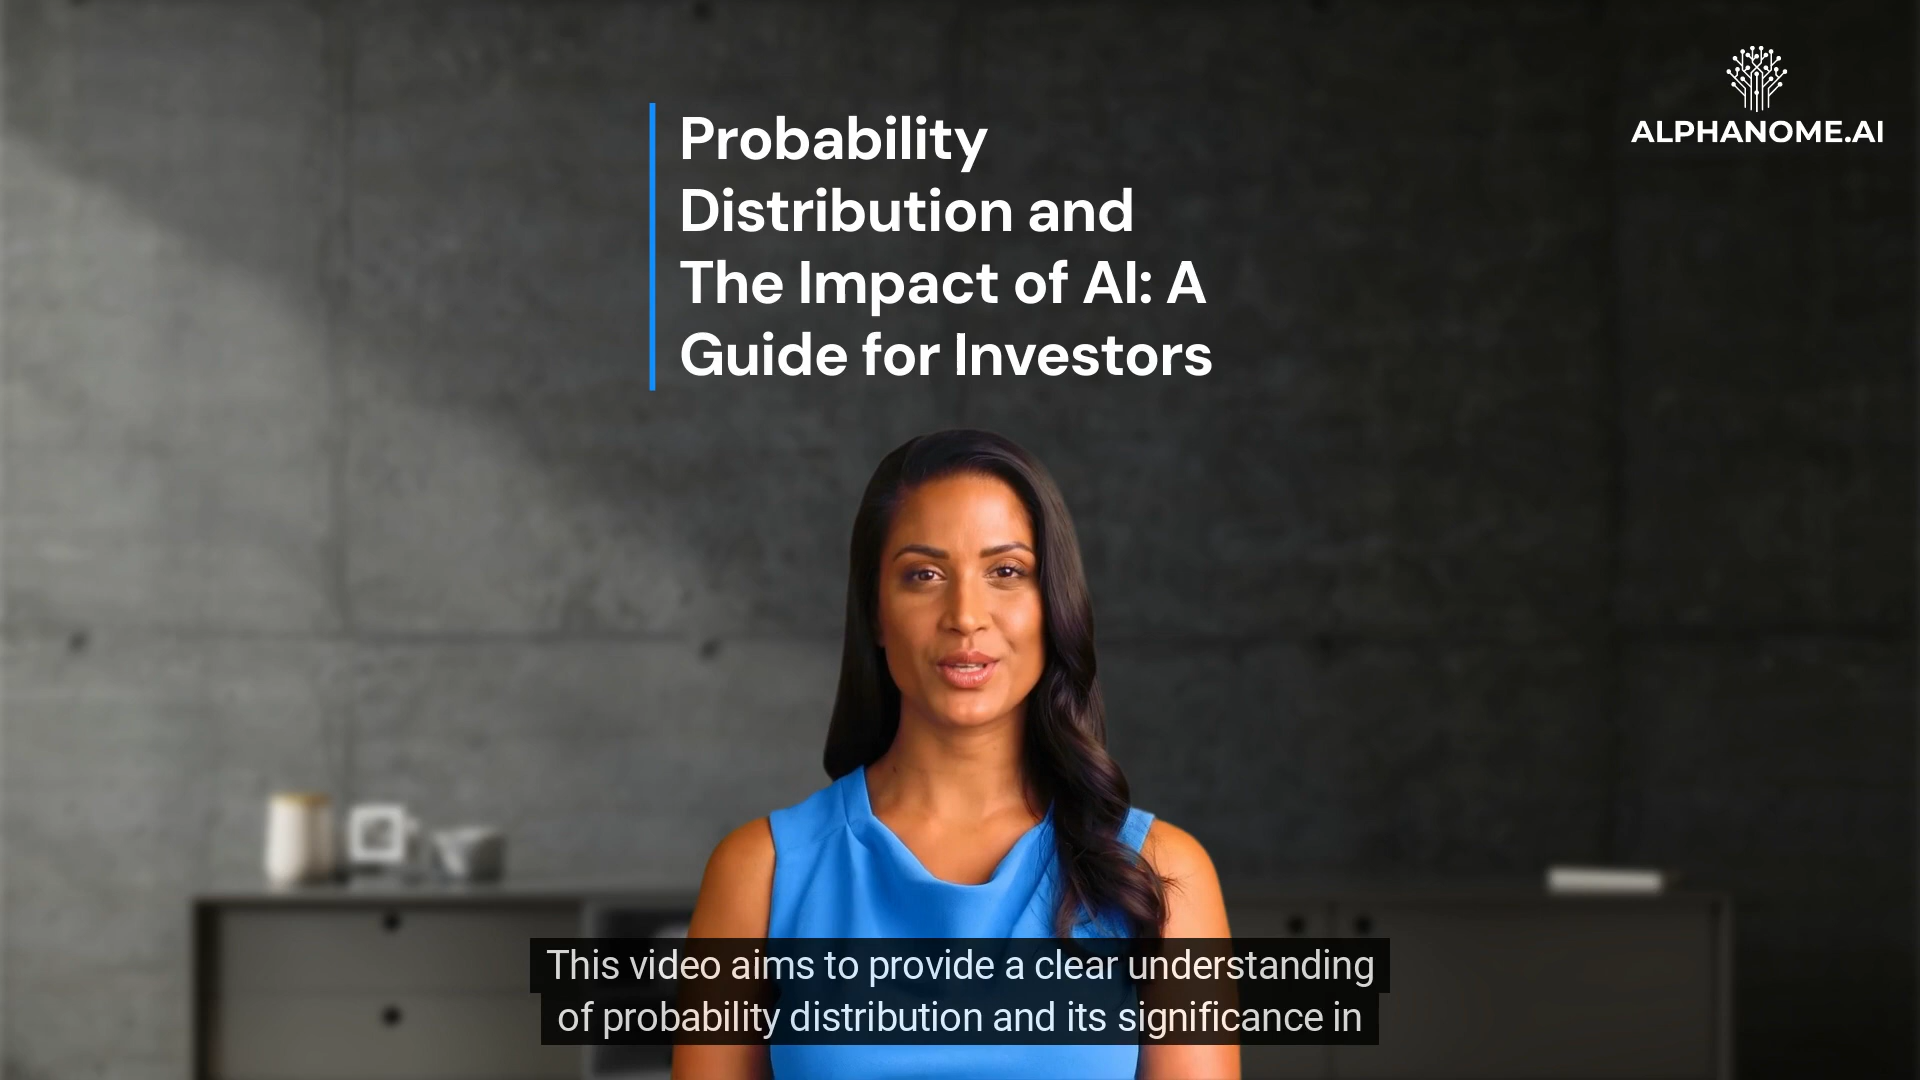 ALPHANOME.AI
Probability
Distribution and
The Impact of AI: A
Guide for Investors
This video aims to provide a clear understanding
of probability distribution and its significance in